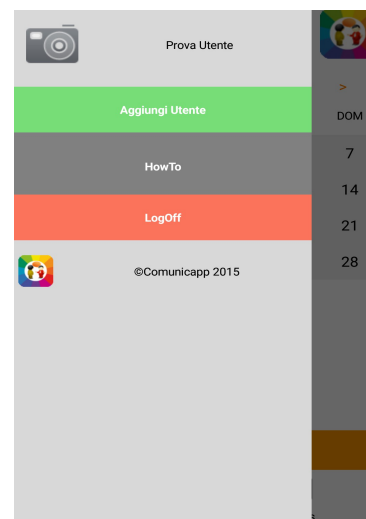 Prova Utente
>
Aggiungi Utente
DOM
HowTo
7
14
LogOff
21
28
©Comunicapp 2015